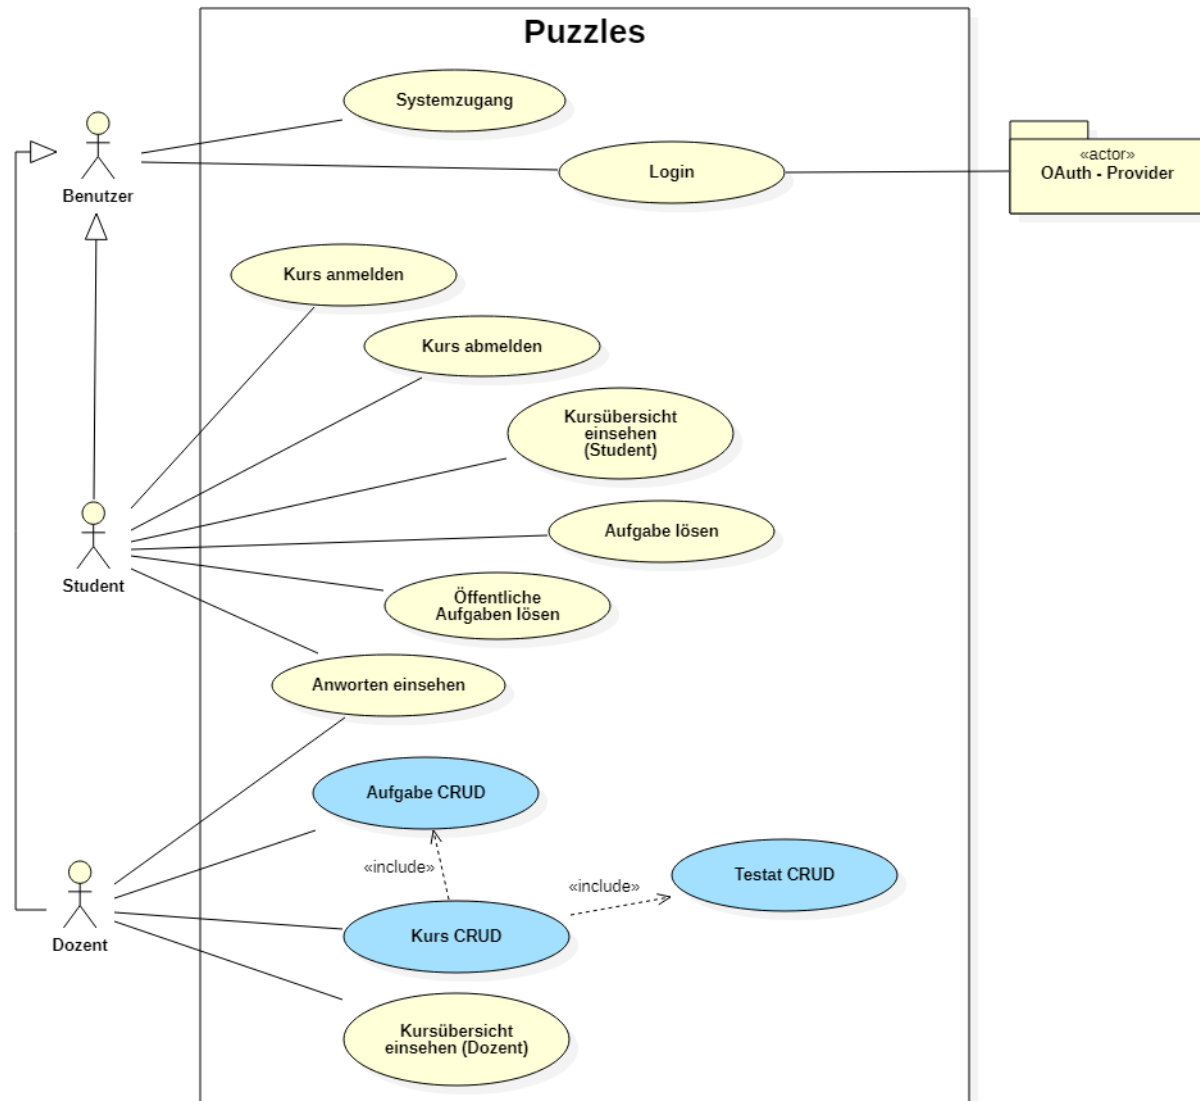 Puzzles
Systemzugang
Login
«actor»
OAuth - Provider
Benutzer
Kurs anmelden
Kurs abmelden
Kursübersicht
einsehen
(Student)
Aufgabe lösen
Student
Öffentliche
Aufgaben lösen
Anworten einsehen
Aufgabe CRUD
«include»
«include»
Testat CRUD
Dozent
Kurs CRUD
Kursübersicht
einsehen (Dozent)